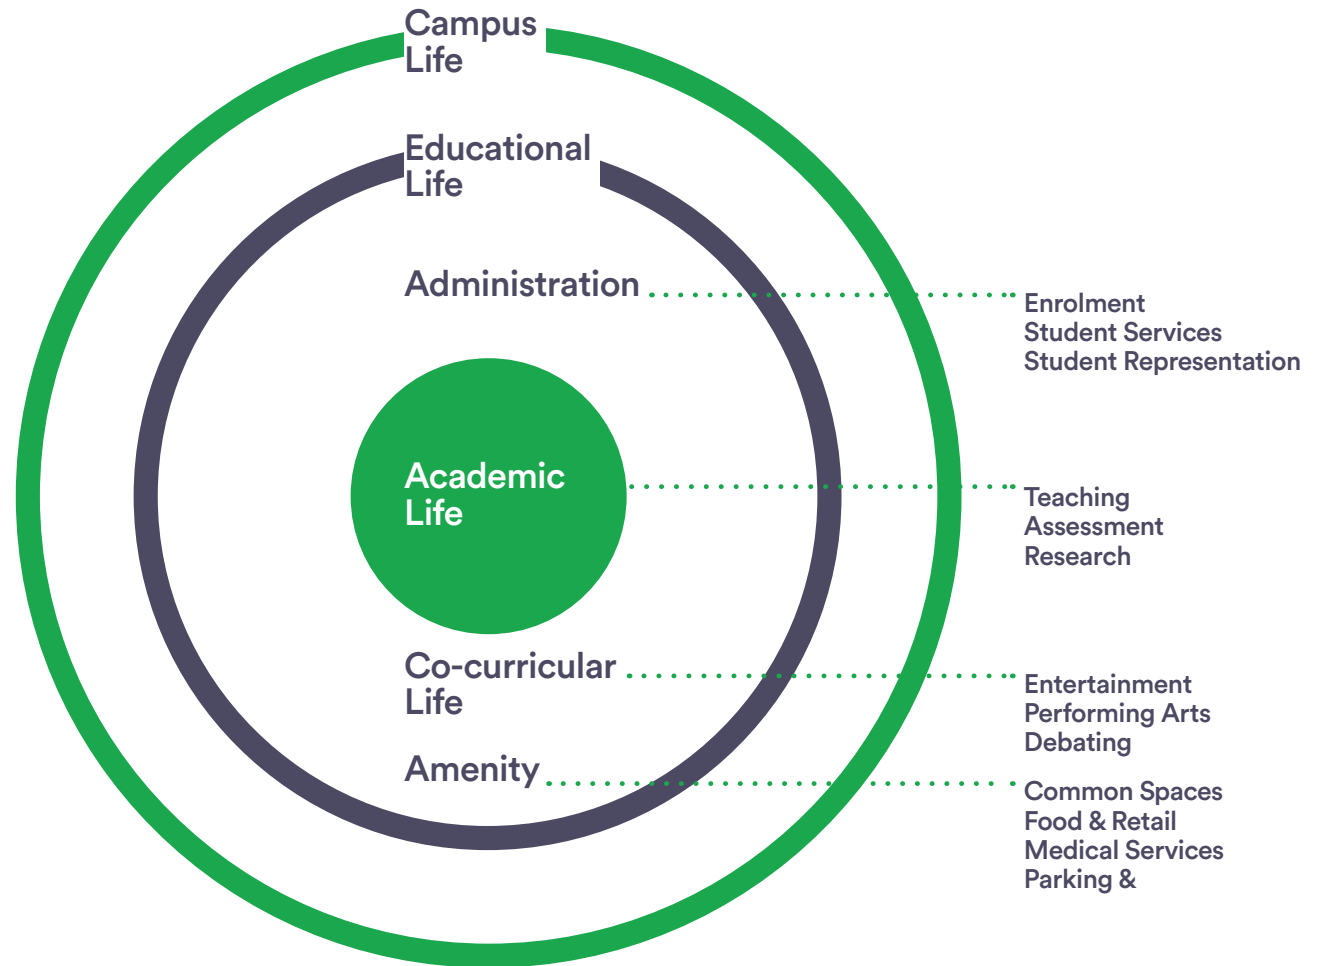 Campus
Life
Educational
Life
Administration
Enrolment
Student Services
Student Representation
Academic
Life
Teaching
Assessment
Research
Co-curricular
Life
Entertainment
Performing Arts
Debating
Amenity
Common Spaces
Food & Retail
Medical Services
Parking &